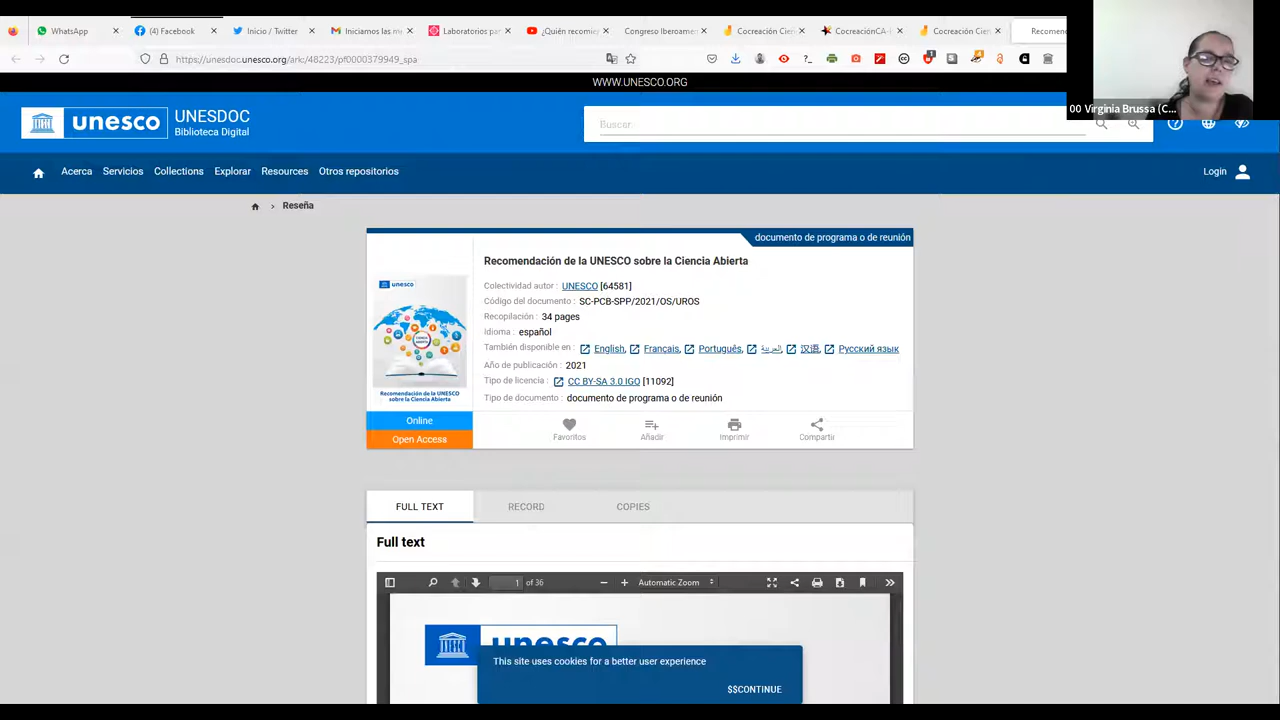 WhatsApp
(4) Facebook
Inicio / Twitter
Iniciamos las me
Laboratorios par
¿Quién recomie
Congreso Iberoam
Cocreación Cien
CocreaciónCA-
Cocreación Cien
Recomen
https://unesdoc.unesco.org/ark:/48223/pf0000379949_spa
WWW.UNESCO.ORG
00 Virginia Brussa (C...
unesco
UNESDOC
Biblioteca Digital
Buscar:
Acerca
Servicios
Collections
Explorar
Resources
Otros repositorios
Login
Reseña
documento de programa o de reunión
Recomendación de la UNESCO sobre la Ciencia Abierta
Colectividad autor : UNESCO [64581]
Código del documento : SC-PCB-SPP/2021/OS/UROS
Recopilación : 34 pages
Idioma : español
También disponible en : English, Français, Português, العربية, 汉语, Русский язык
Año de publicación : 2021
Tipo de licencia : CC BY-SA 3.0 IGO [11092]
Tipo de documento : documento de programa o de reunión
unesco
Recomendación de la UNESCO
sobre la Ciencia Abierta
Online
Open Access
Favoritos
Añadir
Imprimir
Compartir
FULL TEXT
RECORD
COPIES
Full text
1 of 36
Automatic Zoom
unesco
This site uses cookies for a better user experience
$$CONTINUE